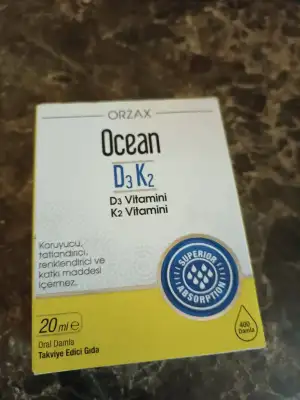 ORZAX
Ocean
D3 K2
D3 Vitamini
K2 Vitamini
Koruyucu,
tatlandırıcı,
renklendirici ve
katkı maddesi
içermez.
SUPERIOR
ABSORPTION
20 ml e
Oral Damla
Takviye Edici Gıda
400
Damla